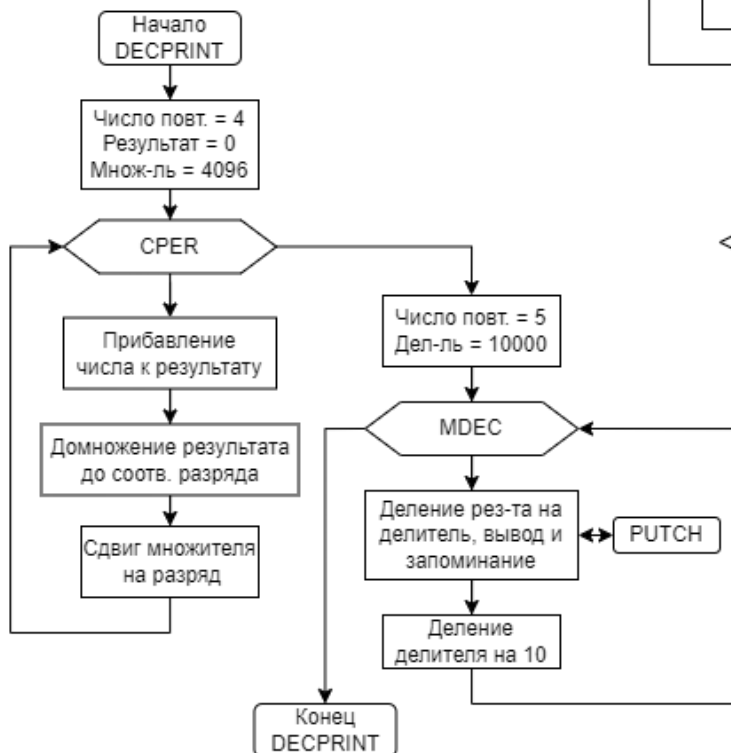 Начало
DECPRINT
Число повт. = 4
Результат = 0
Множ-ль = 4096
CPER
Прибавление
числа к результату
Домножение результата
до соотв. разряда
Сдвиг множителя
на разряд
Число повт. = 5
Дел-ль = 10000
MDEC
Деление рез-та на
делитель, вывод и
запоминание
PUTCH
Деление
делителя на 10
Конец
DECPRINT